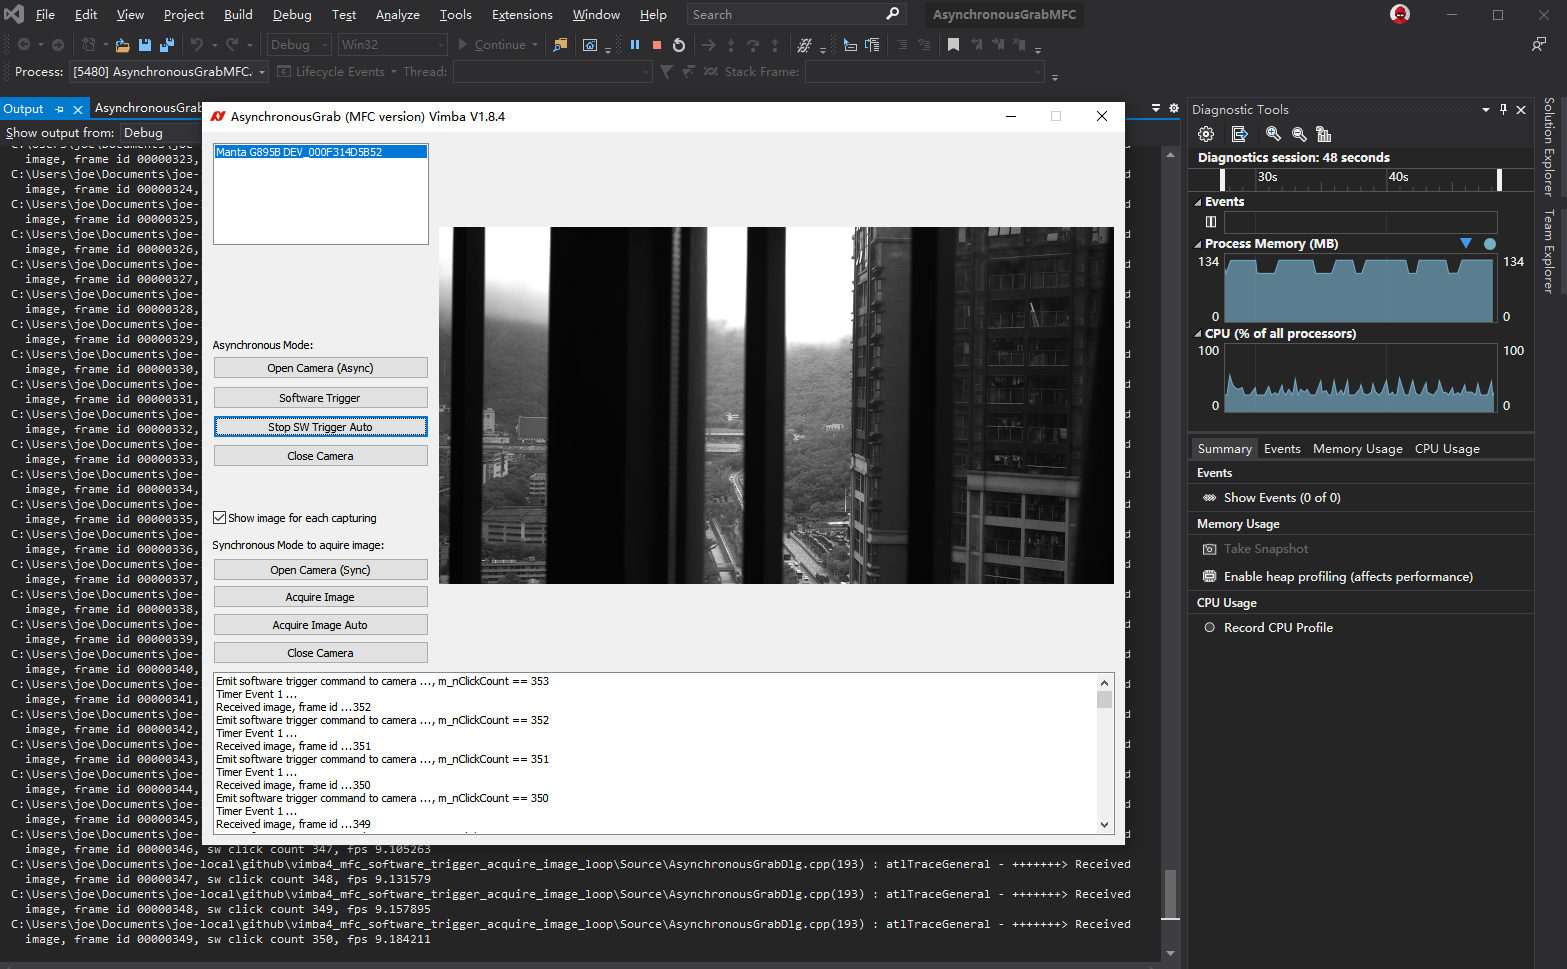 File Edit View Project Build Debug Test Analyze Tools Extensions Window Help Search AsynchronousGrabMFC
Debug Win32 Continue
Process: [5480] AsynchronousGrabMFC. Lifecycle Events Thread: Stack Frame:
Output AsynchronousGrab
Show output from: Debug
image, frame id 00000323,
C:\Users\joe\Documents\joe-
image, frame id 00000324,
C:\Users\joe\Documents\joe-
image, frame id 00000325,
C:\Users\joe\Documents\joe-
image, frame id 00000326,
C:\Users\joe\Documents\joe-
image, frame id 00000327,
C:\Users\joe\Documents\joe-
image, frame id 00000328,
C:\Users\joe\Documents\joe-
image, frame id 00000329,
C:\Users\joe\Documents\joe-
image, frame id 00000330,
C:\Users\joe\Documents\joe-
image, frame id 00000331,
C:\Users\joe\Documents\joe-
image, frame id 00000332,
C:\Users\joe\Documents\joe-
image, frame id 00000333,
C:\Users\joe\Documents\joe-
image, frame id 00000334,
C:\Users\joe\Documents\joe-
image, frame id 00000335,
C:\Users\joe\Documents\joe-
image, frame id 00000336,
C:\Users\joe\Documents\joe-
image, frame id 00000337,
C:\Users\joe\Documents\joe-
image, frame id 00000338,
C:\Users\joe\Documents\joe-
image, frame id 00000339,
C:\Users\joe\Documents\joe-
image, frame id 00000340,
C:\Users\joe\Documents\joe-
image, frame id 00000341,
C:\Users\joe\Documents\joe-
image, frame id 00000342,
C:\Users\joe\Documents\joe-
image, frame id 00000343,
C:\Users\joe\Documents\joe-
image, frame id 00000344,
C:\Users\joe\Documents\joe-
image, frame id 00000345,
C:\Users\joe\Documents\joe-
image, frame id 00000346, sw click count 347, fps 9.105263
C:\Users\joe\Documents\joe-local\github\vimba4_mfc_software_trigger_acquire_image_loop\Source\AsynchronousGrabDlg.cpp(193) : atlTraceGeneral - +++++++> Received
image, frame id 00000347, sw click count 348, fps 9.131579
C:\Users\joe\Documents\joe-local\github\vimba4_mfc_software_trigger_acquire_image_loop\Source\AsynchronousGrabDlg.cpp(193) : atlTraceGeneral - +++++++> Received
image, frame id 00000348, sw click count 349, fps 9.157895
C:\Users\joe\Documents\joe-local\github\vimba4_mfc_software_trigger_acquire_image_loop\Source\AsynchronousGrabDlg.cpp(193) : atlTraceGeneral - +++++++> Received
image, frame id 00000349, sw click count 350, fps 9.184211
AsynchronousGrab (MFC version) Vimba V1.8.4
Manta G895B DEV_000F314D5B52
Asynchronous Mode:
Open Camera (Async)
Software Trigger
Stop SW Trigger Auto
Close Camera
Show image for each capturing
Synchronous Mode to aquire image:
Open Camera (Sync)
Acquire Image
Acquire Image Auto
Close Camera
Emit software trigger command to camera ..., m_nClickCount == 353
Timer Event 1 ...
Received image, frame id ...352
Emit software trigger command to camera ..., m_nClickCount == 352
Timer Event 1 ...
Received image, frame id ...351
Emit software trigger command to camera ..., m_nClickCount == 351
Timer Event 1 ...
Received image, frame id ...350
Emit software trigger command to camera ..., m_nClickCount == 350
Timer Event 1 ...
Received image, frame id ...349
Diagnostic Tools
Diagnostics session: 48 seconds
30s 40s
Events
Process Memory (MB)
134 134
0 0
CPU (% of all processors)
100 100
0 0
Summary Events Memory Usage CPU Usage
Events
Show Events (0 of 0)
Memory Usage
Take Snapshot
Enable heap profiling (affects performance)
CPU Usage
Record CPU Profile
Solution Explorer
Team Explorer